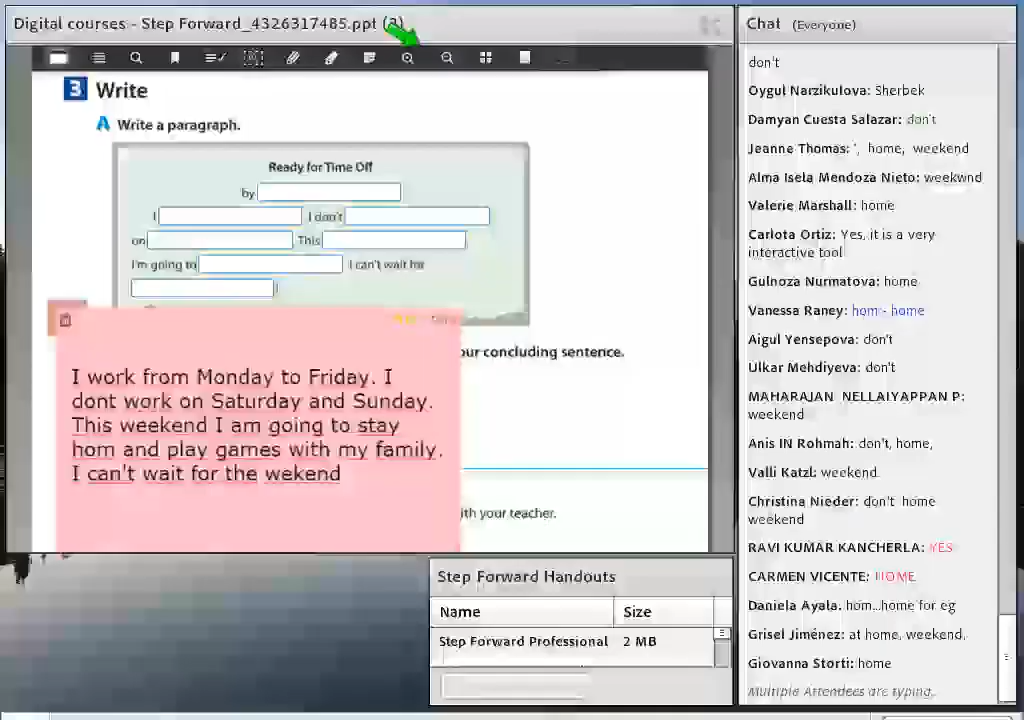 Digital courses - Step Forward_4326317485.ppt (3)
3 Write
A Write a paragraph.
Ready for Time Off
by
I I don't
on This
I'm going to I can't wait for
!
our concluding sentence.
I work from Monday to Friday. I
dont work on Saturday and Sunday.
This weekend I am going to stay
hom and play games with my family.
I can't wait for the wekend
ith your teacher.
Step Forward Handouts
Name Size
Step Forward Professional 2 MB
Chat (Everyone)
don't
Oygul Narzikulova: Sherbek
Damyan Cuesta Salazar: don't
Jeanne Thomas: ', home, weekend
Alma Isela Mendoza Nieto: weekwnd
Valerie Marshall: home
Carlota Ortiz: Yes, it is a very
interactive tool
Gulnoza Nurmatova: home
Vanessa Raney: hom - home
Aigul Yensepova: don't
Ulkar Mehdiyeva: don't
MAHARAJAN NELLAIYAPPAN P:
weekend
Anis IN Rohmah: don't, home,
Valli Katzl: weekend
Christina Nieder: don't home
weekend
RAVI KUMAR KANCHERLA: YES
CARMEN VICENTE: HOME
Daniela Ayala: hom...home for eg
Grisel Jiménez: at home, weekend,
Giovanna Storti: home
Multiple Attendees are typing.